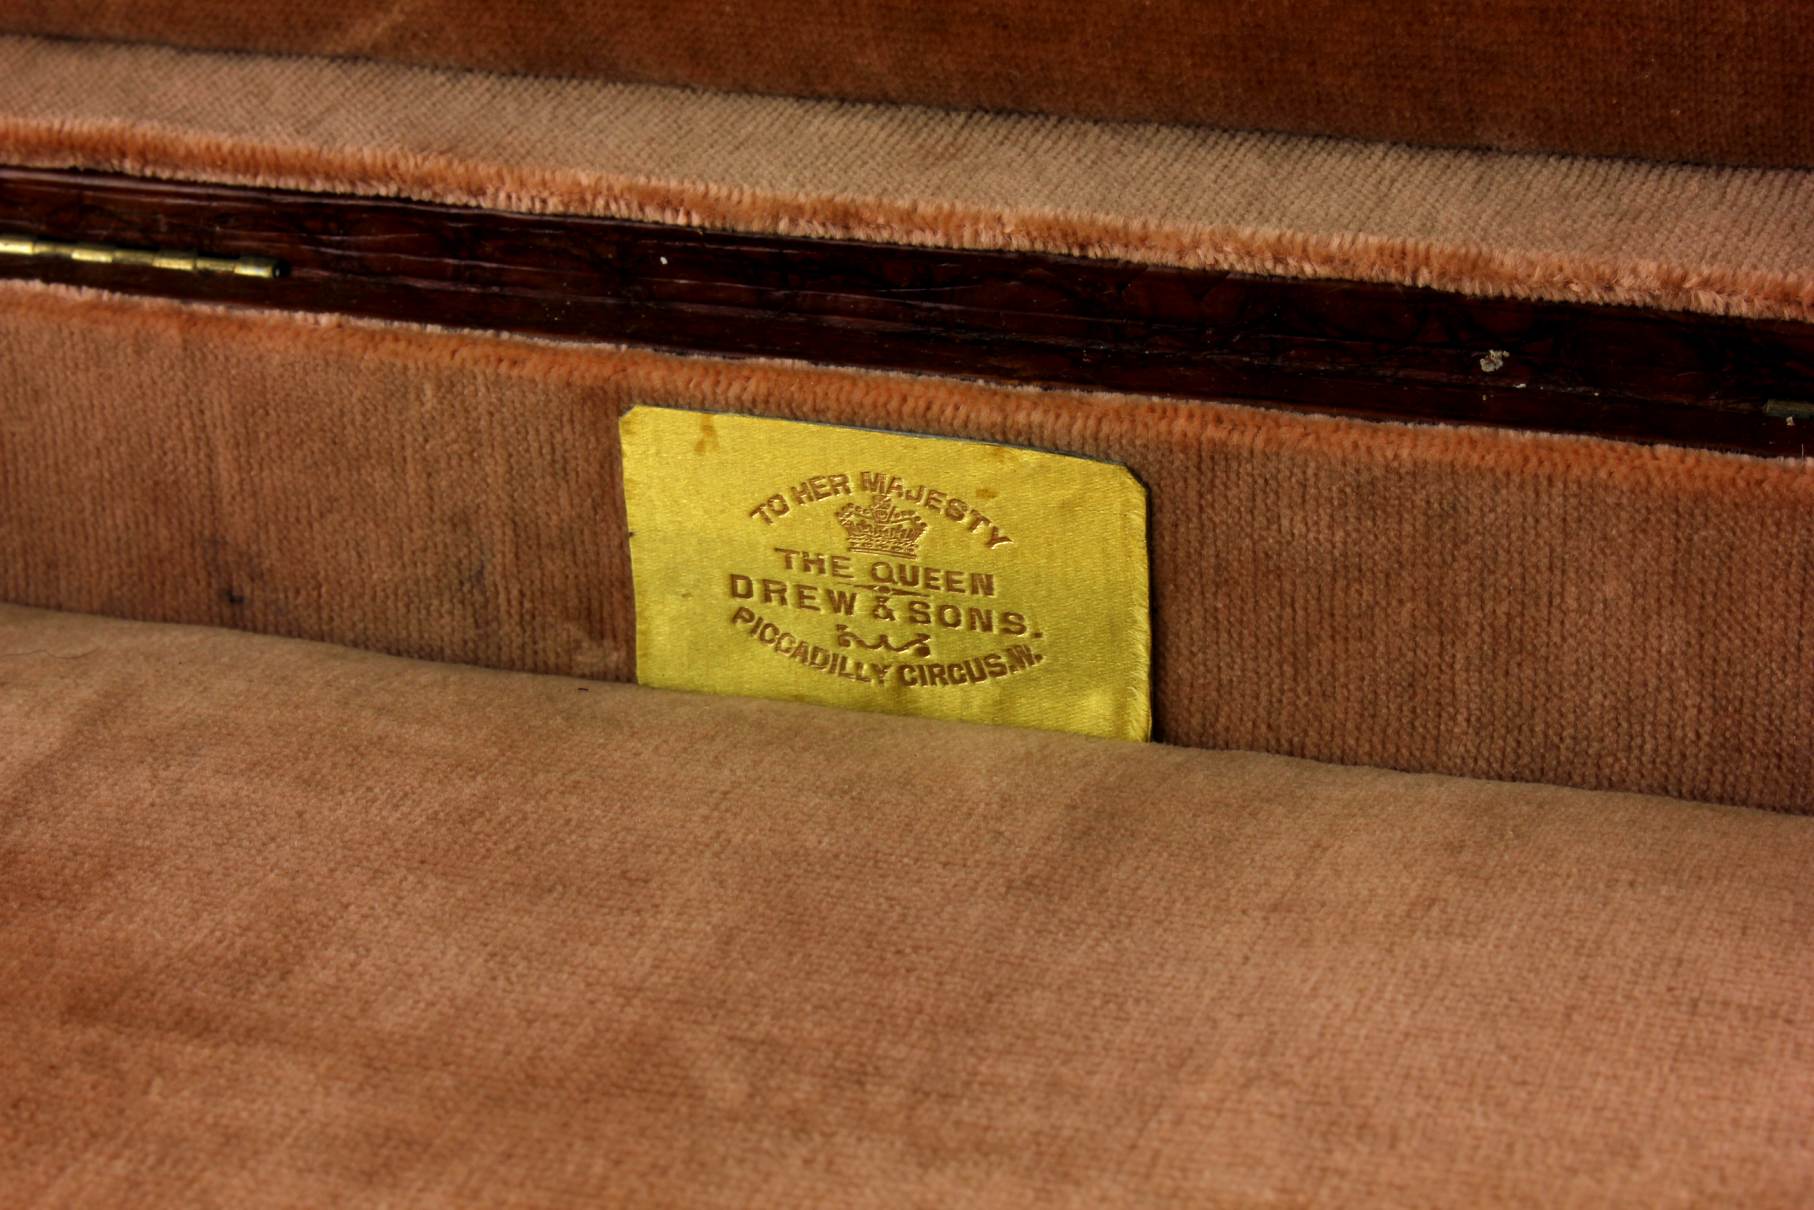 TO HER MAJESTY
THE QUEEN
DREW & SONS.
PICCADILLY CIRCUS.W.